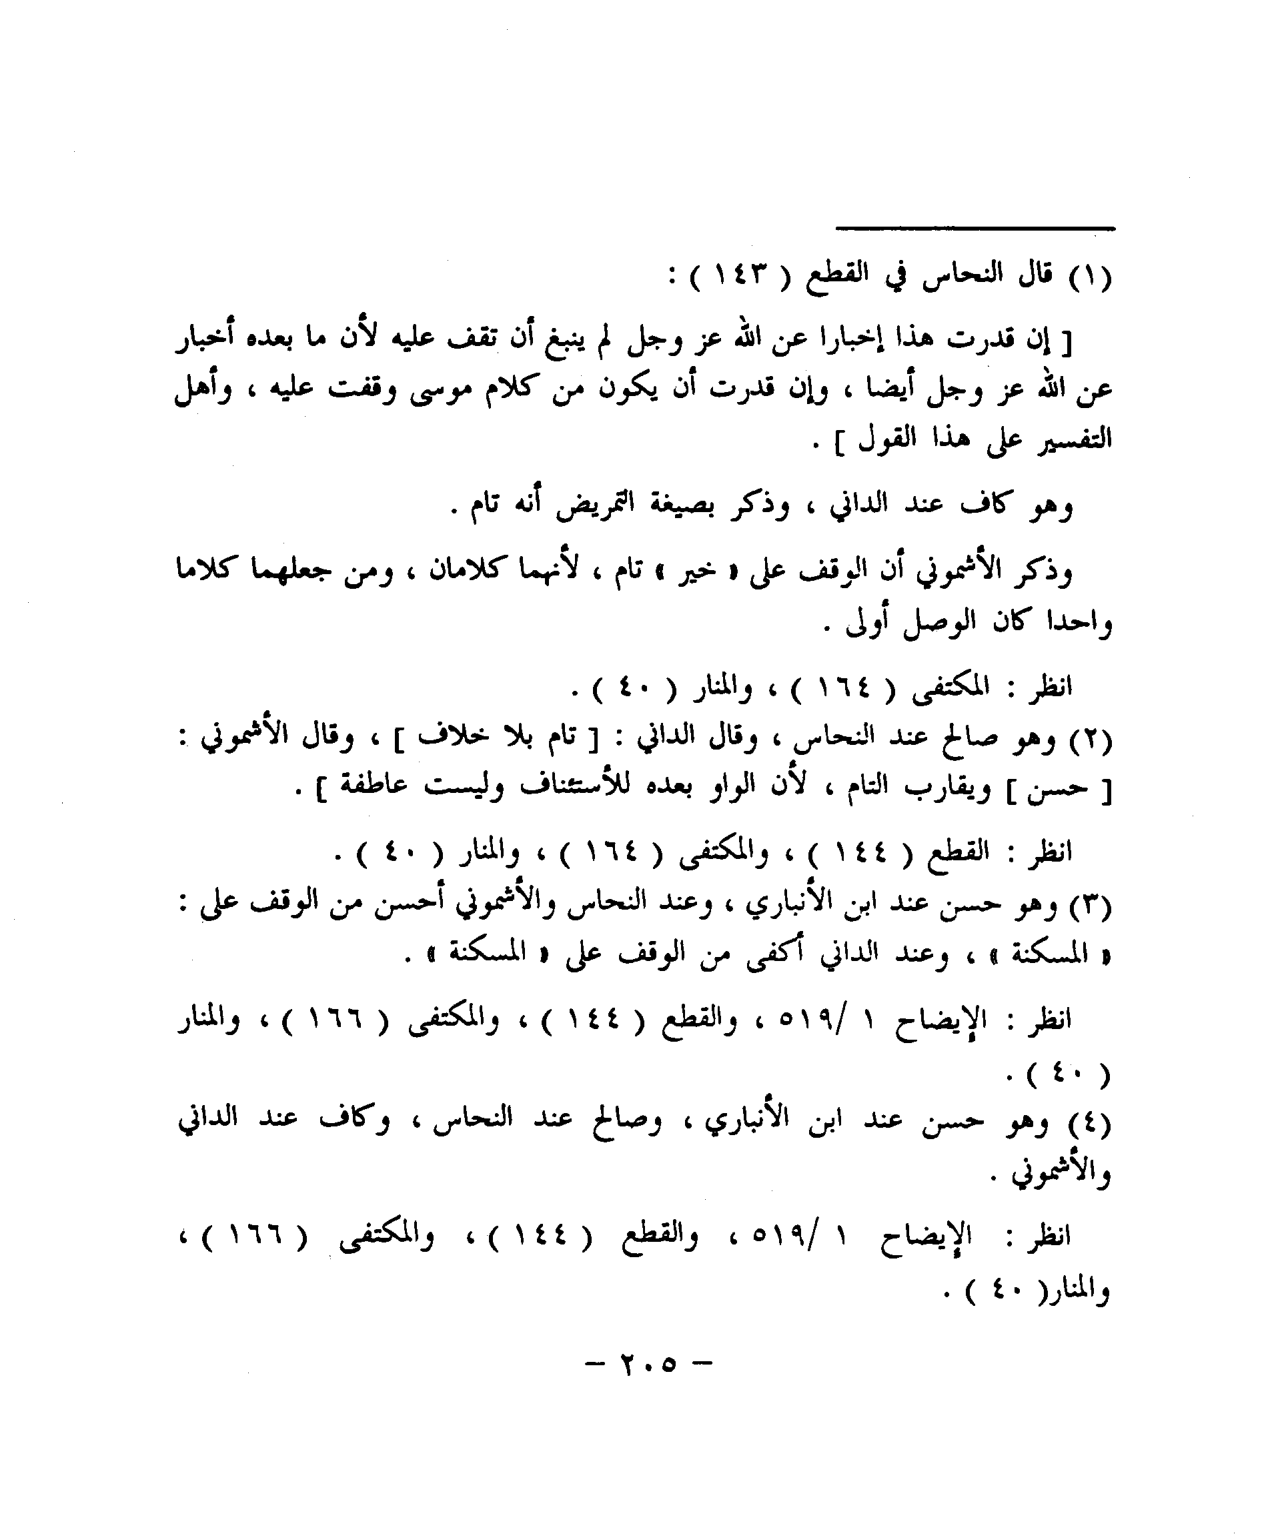 (١) قال النحاس في القطع ( ١٤٣ ) :
[ إن قدرت هذا إخبارا عن الله عز وجل لم ينبغ أن تقف عليه لأن ما بعده أخبار
عن الله عز وجل أيضا ، وإن قدرت أن يكون من كلام موسى وقفت عليه ، وأهل
التفسير على هذا القول ] .
وهو كاف عند الداني ، وذكر بصيغة التمريض أنه تام .
وذكر الأشموني أن الوقف على « خير » تام ، لأنهما كلامان ، ومن جعلهما كلاما
واحدا كان الوصل أولى .
انظر : المكتفى ( ١٦٤ ) ، والمنار ( ٤٠ ) .
(٢) وهو صالح عند النحاس ، وقال الداني : [ تام بلا خلاف ] ، وقال الأشموني :
[ حسن ] ويقارب التام ، لأن الواو بعده للأستئناف وليست عاطفة ] .
انظر : القطع ( ١٤٤ ) ، والمكتفى ( ١٦٤ ) ، والمنار ( ٤٠ ) .
(٣) وهو حسن عند ابن الأنباري ، وعند النحاس والأشموني أحسن من الوقف على :
« المسكنة » ، وعند الداني أكفى من الوقف على « المسكنة » .
انظر : الإيضاح ١ /٥١٩ ، والقطع ( ١٤٤ ) ، والمكتفى ( ١٦٦ ) ، والمنار
( ٤٠ ) .
(٤) وهو حسن عند ابن الأنباري ، وصالح عند النحاس ، وكاف عند الداني
والأشموني .
انظر : الإيضاح ١ /٥١٩ ، والقطع ( ١٤٤ ) ، والمكتفى ( ١٦٦ ) ،
والمنار( ٤٠ ) .
– ٢٠٥ –